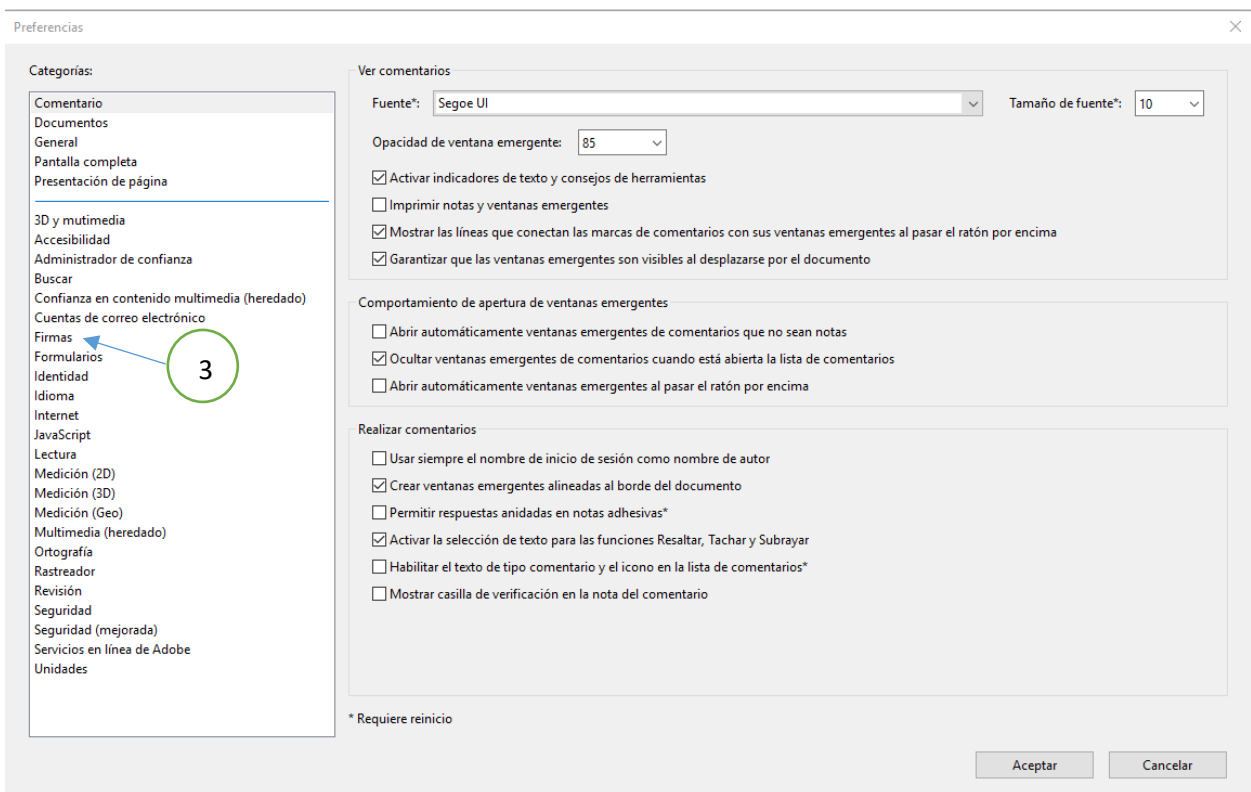 Preferencias
Categorías:
Comentario
Documentos
General
Pantalla completa
Presentación de página
3D y mutimedia
Accesibilidad
Administrador de confianza
Buscar
Confianza en contenido multimedia (heredado)
Cuentas de correo electrónico
Firmas
Formularios
Identidad
Idioma
Internet
JavaScript
Lectura
Medición (2D)
Medición (3D)
Medición (Geo)
Multimedia (heredado)
Ortografía
Rastreador
Revisión
Seguridad
Seguridad (mejorada)
Servicios en línea de Adobe
Unidades
3
Ver comentarios
Fuente*: Segoe UI Tamaño de fuente*: 10
Opacidad de ventana emergente: 85
Activar indicadores de texto y consejos de herramientas
Imprimir notas y ventanas emergentes
Mostrar las líneas que conectan las marcas de comentarios con sus ventanas emergentes al pasar el ratón por encima
Garantizar que las ventanas emergentes son visibles al desplazarse por el documento
Comportamiento de apertura de ventanas emergentes
Abrir automáticamente ventanas emergentes de comentarios que no sean notas
Ocultar ventanas emergentes de comentarios cuando está abierta la lista de comentarios
Abrir automáticamente ventanas emergentes al pasar el ratón por encima
Realizar comentarios
Usar siempre el nombre de inicio de sesión como nombre de autor
Crear ventanas emergentes alineadas al borde del documento
Permitir respuestas anidadas en notas adhesivas*
Activar la selección de texto para las funciones Resaltar, Tachar y Subrayar
Habilitar el texto de tipo comentario y el icono en la lista de comentarios*
Mostrar casilla de verificación en la nota del comentario
* Requiere reinicio
Aceptar Cancelar